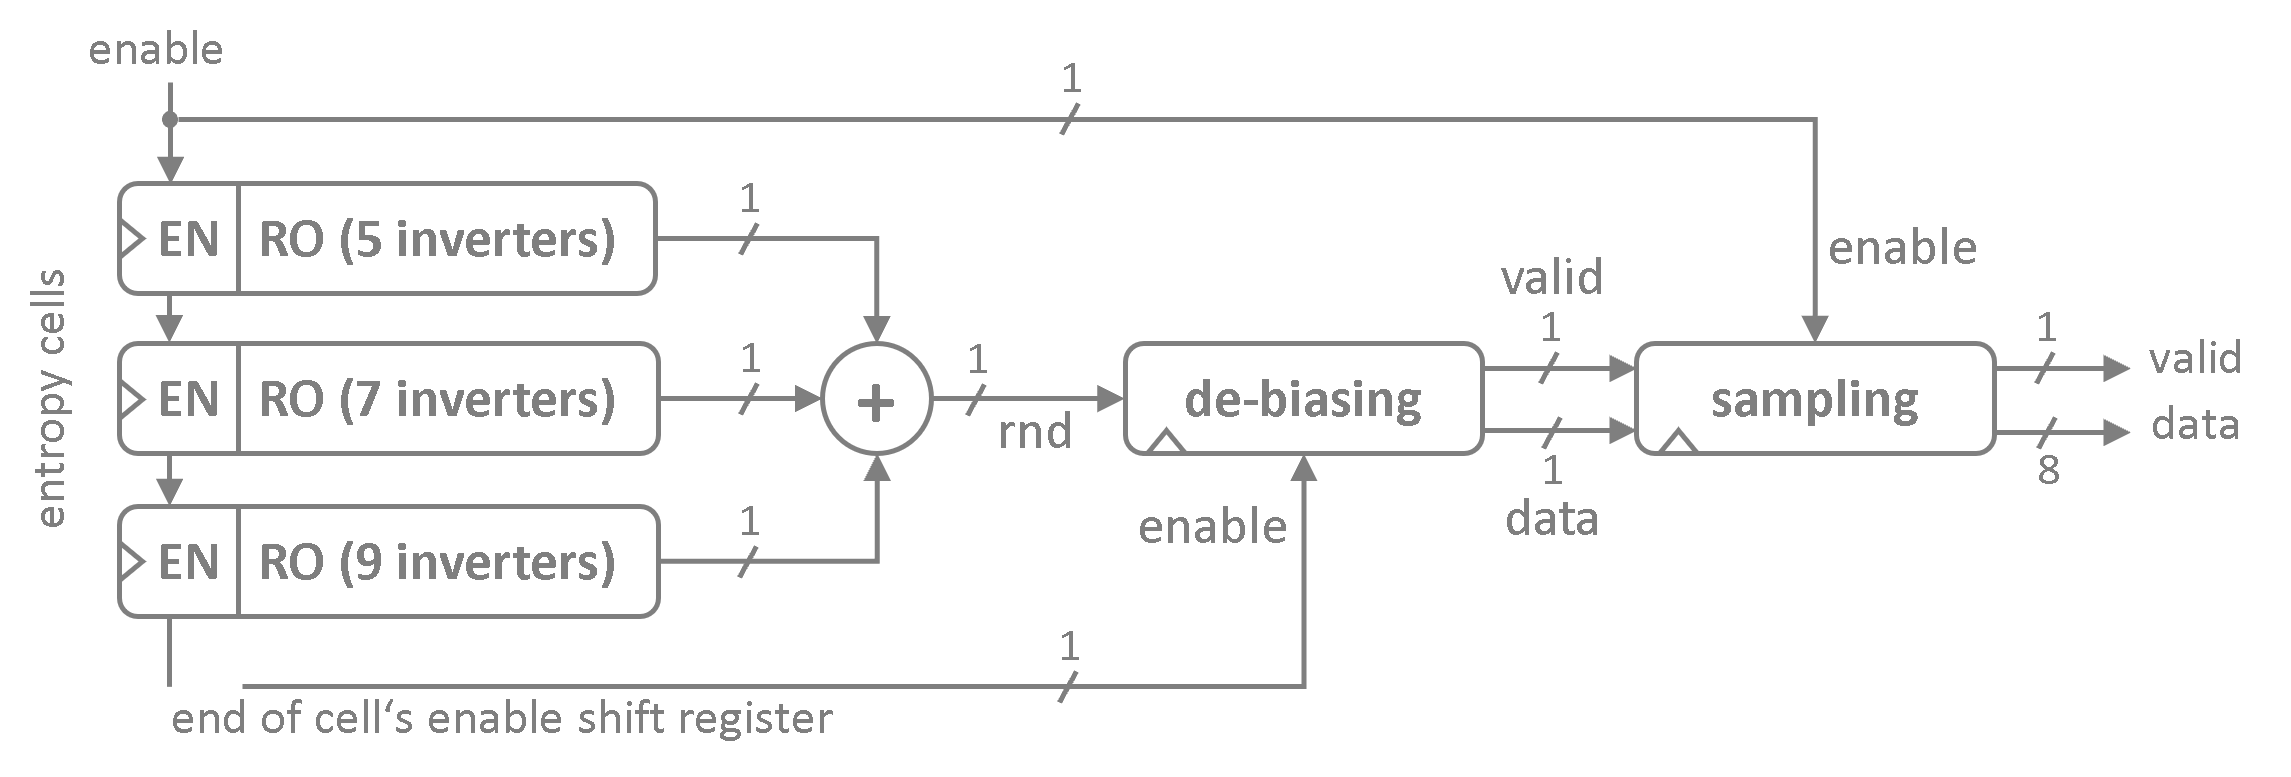 enable
1
EN RO (5 inverters)
1
enable
entropy cells
EN RO (7 inverters)
1
+
1
rnd
de-biasing
valid
1
1
data
sampling
1
valid
data
8
EN RO (9 inverters)
1
enable
1
end of cell‘s enable shift register